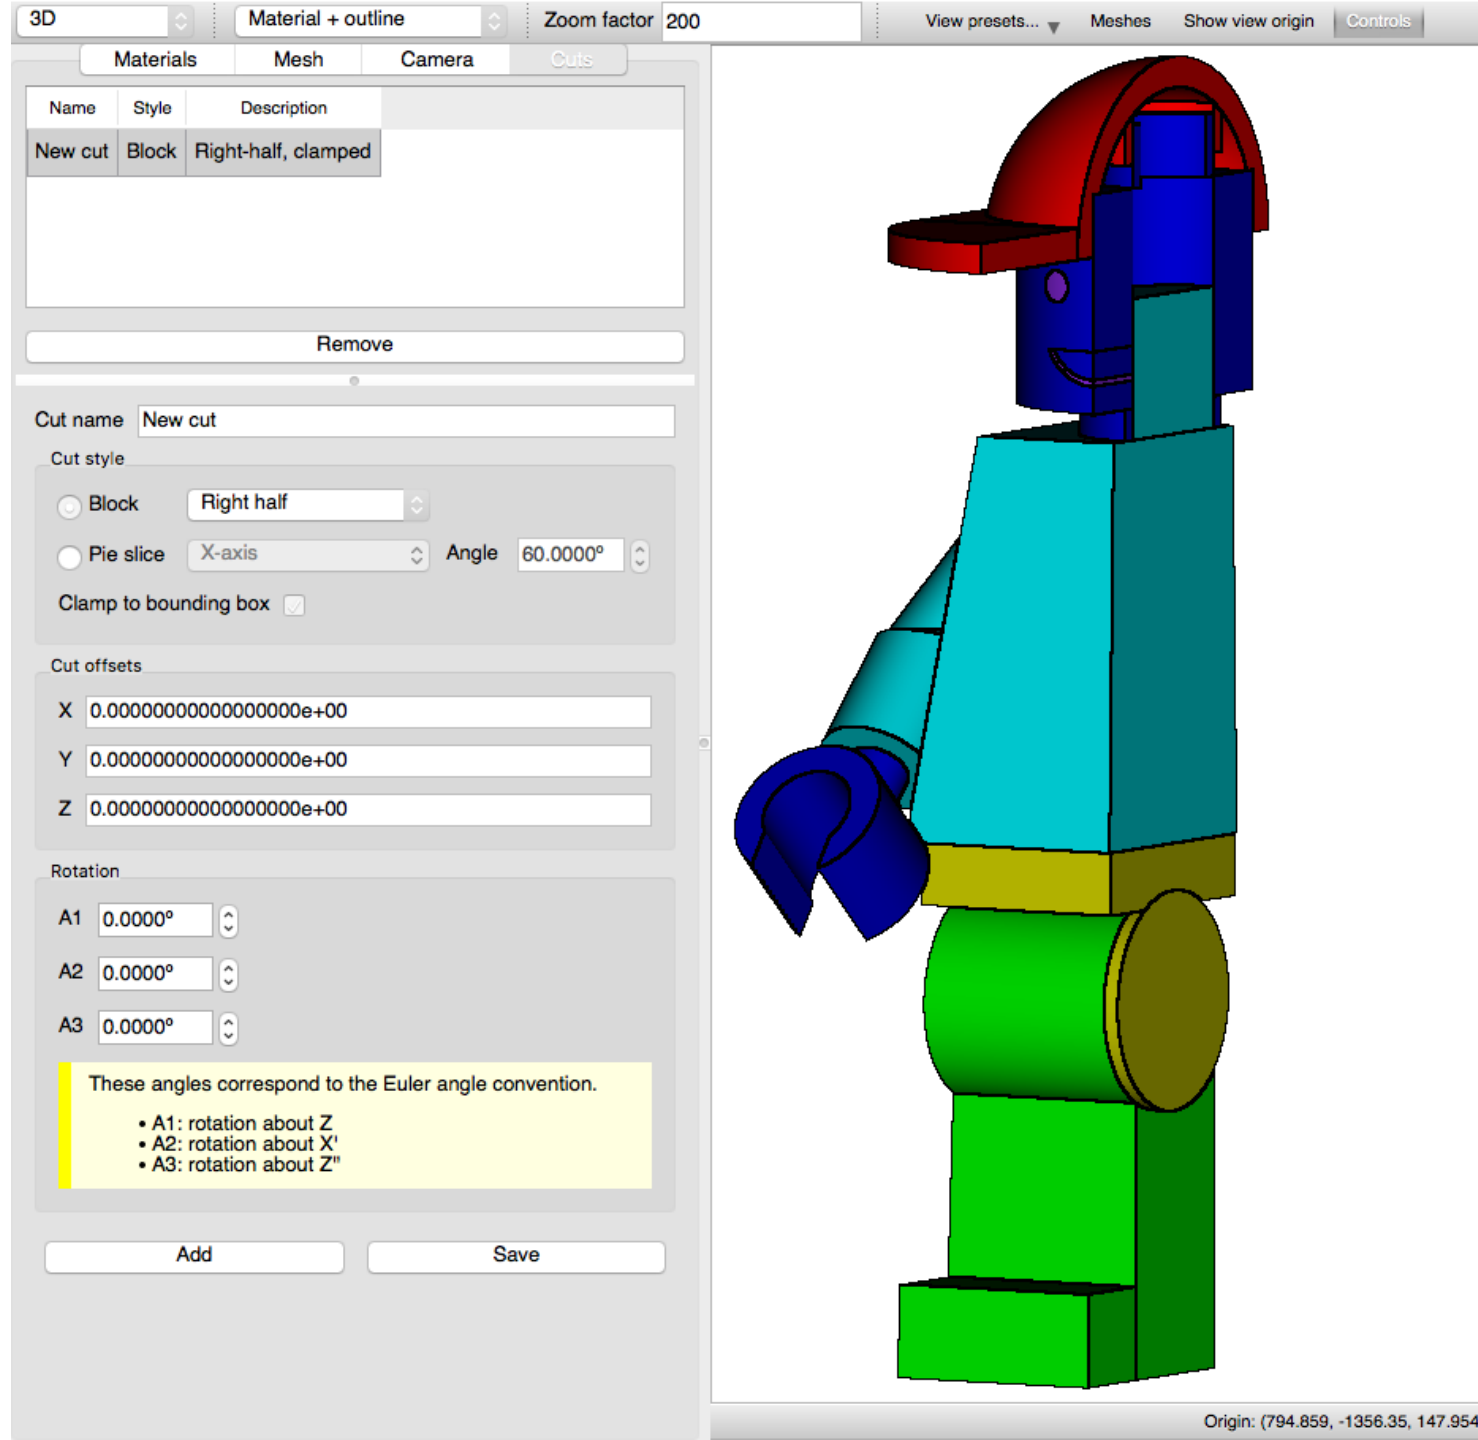 3D Material + outline Zoom factor 200 View presets... Meshes Show view origin Controls
Materials Mesh Camera Cuts
Name Style Description
New cut Block Right-half, clamped
Remove
Cut name New cut
Cut style
Block Right half
Pie slice X-axis Angle 60.0000°
Clamp to bounding box
Cut offsets
X 0.00000000000000000e+00
Y 0.00000000000000000e+00
Z 0.00000000000000000e+00
Rotation
A1 0.0000°
A2 0.0000°
A3 0.0000°
These angles correspond to the Euler angle convention.
• A1: rotation about Z
• A2: rotation about X'
• A3: rotation about Z"
Add Save
Origin: (794.859, -1356.35, 147.954